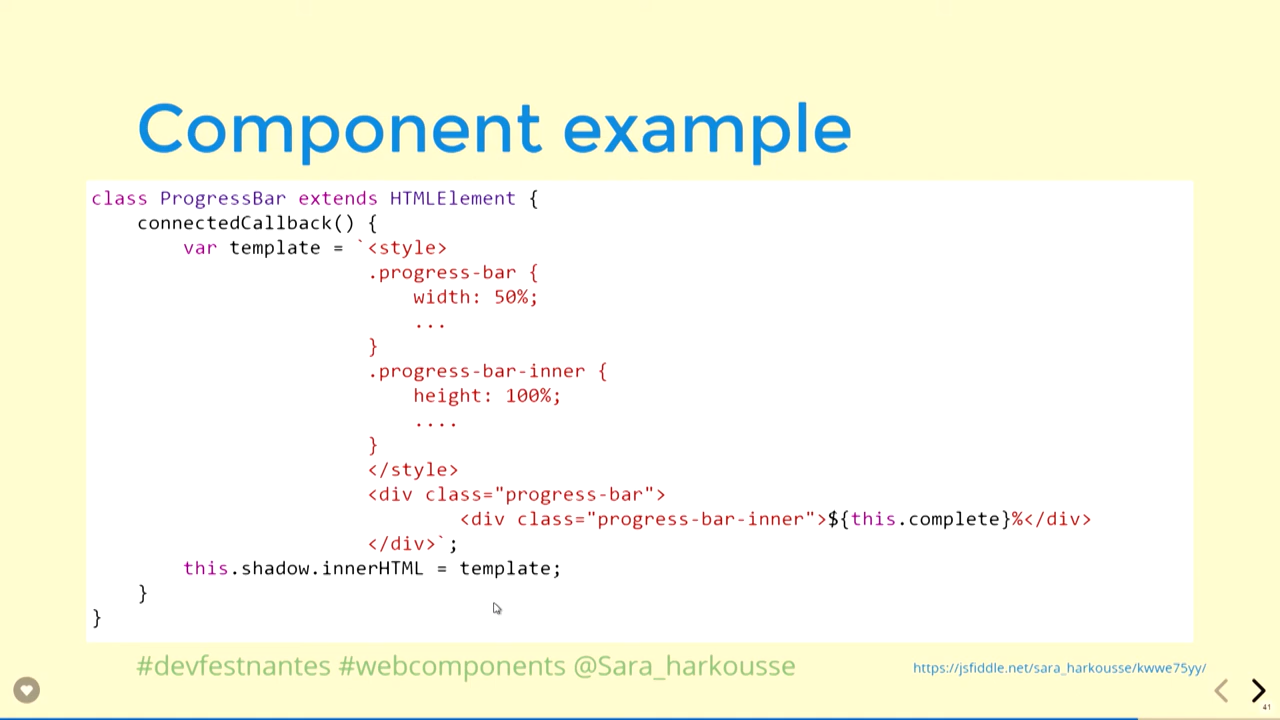 Component example
class ProgressBar extends HTMLElement {
    connectedCallback() {
        var template = `<style>
                        .progress-bar {
                            width: 50%;
                            ...
                        }
                        .progress-bar-inner {
                            height: 100%;
                            ....
                        }
                        </style>
                        <div class="progress-bar">
                                <div class="progress-bar-inner">${this.complete}%</div>
                        </div>`;
        this.shadow.innerHTML = template;
    }
}
#devfestnantes #webcomponents @Sara_harkousse
https://jsfiddle.net/sara_harkousse/kwwe75yy/
41